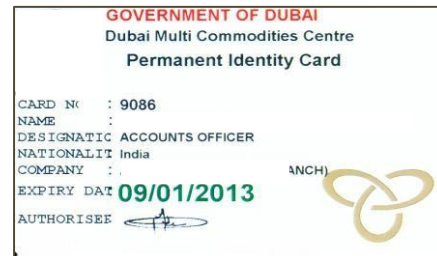 GOVERNMENT OF DUBAI
Dubai Multi Commodities Centre
Permanent Identity Card
CARD N( : 9086
NAME :
DESIGNATIC ACCOUNTS OFFICER
NATIONALIT India
COMPANY : . ANCH)
EXPIRY DAT 09/01/2013
AUTHORISEE